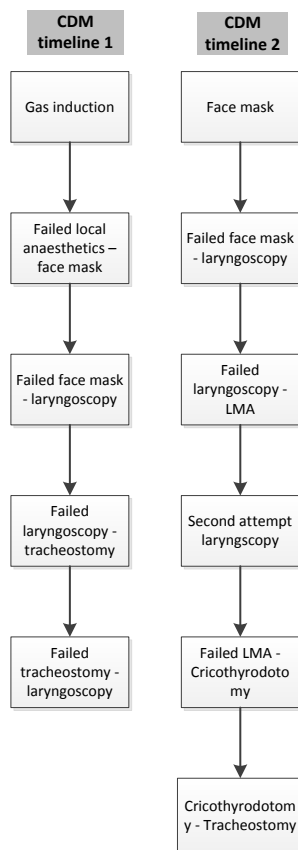 CDM
timeline 1
Gas induction
Failed local
anaesthetics –
face mask
Failed face mask
- laryngoscopy
Failed
laryngoscopy -
tracheostomy
Failed
tracheostomy -
laryngoscopy
CDM
timeline 2
Face mask
Failed face mask
- laryngoscopy
Failed
laryngoscopy -
LMA
Second attempt
laryngscopy
Failed LMA -
Cricothyrodoto
my
Cricothyrodotom
y - Tracheostomy